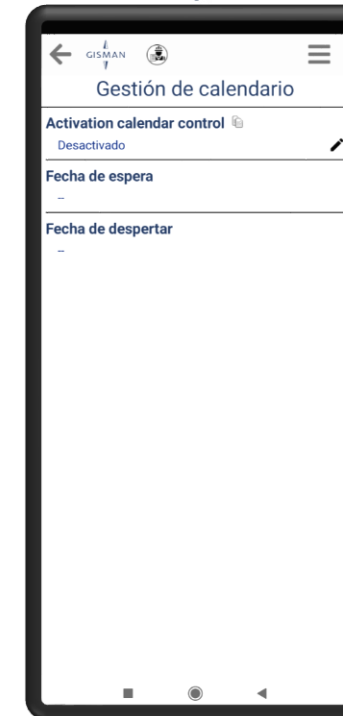 GISMAN
Gestión de calendario
Activation calendar control
Desactivado
Fecha de espera
--
Fecha de despertar
--